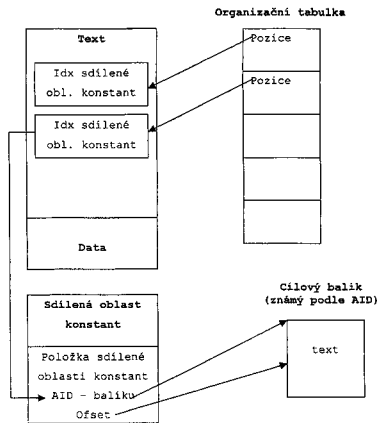 Organizační tabulka
Text
Pozice
Idx sdílené
obl. konstant
Pozice
Idx sdílené
obl. konstant
Data
Sdílená oblast
konstant
Cílový balik
(známý podle AID)
Položka sdílené
oblasti konstant
AID - balíku
Ofset
text